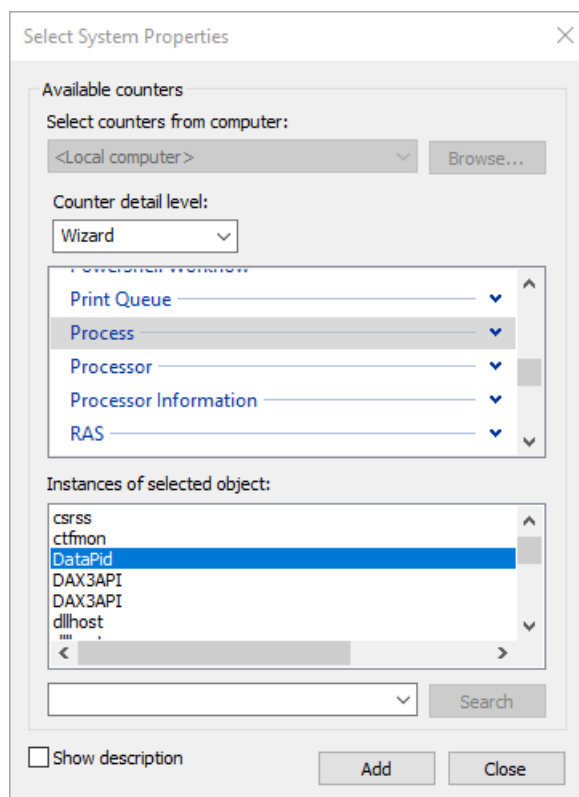 Select System Properties
Available counters
Select counters from computer:
<Local computer>
Browse...
Counter detail level:
Wizard
PowerShell Workflow
Print Queue
Process
Processor
Processor Information
RAS
Instances of selected object:
csrss
ctfmon
DataPid
DAX3API
DAX3API
dllhost
Search
Show description
Add
Close